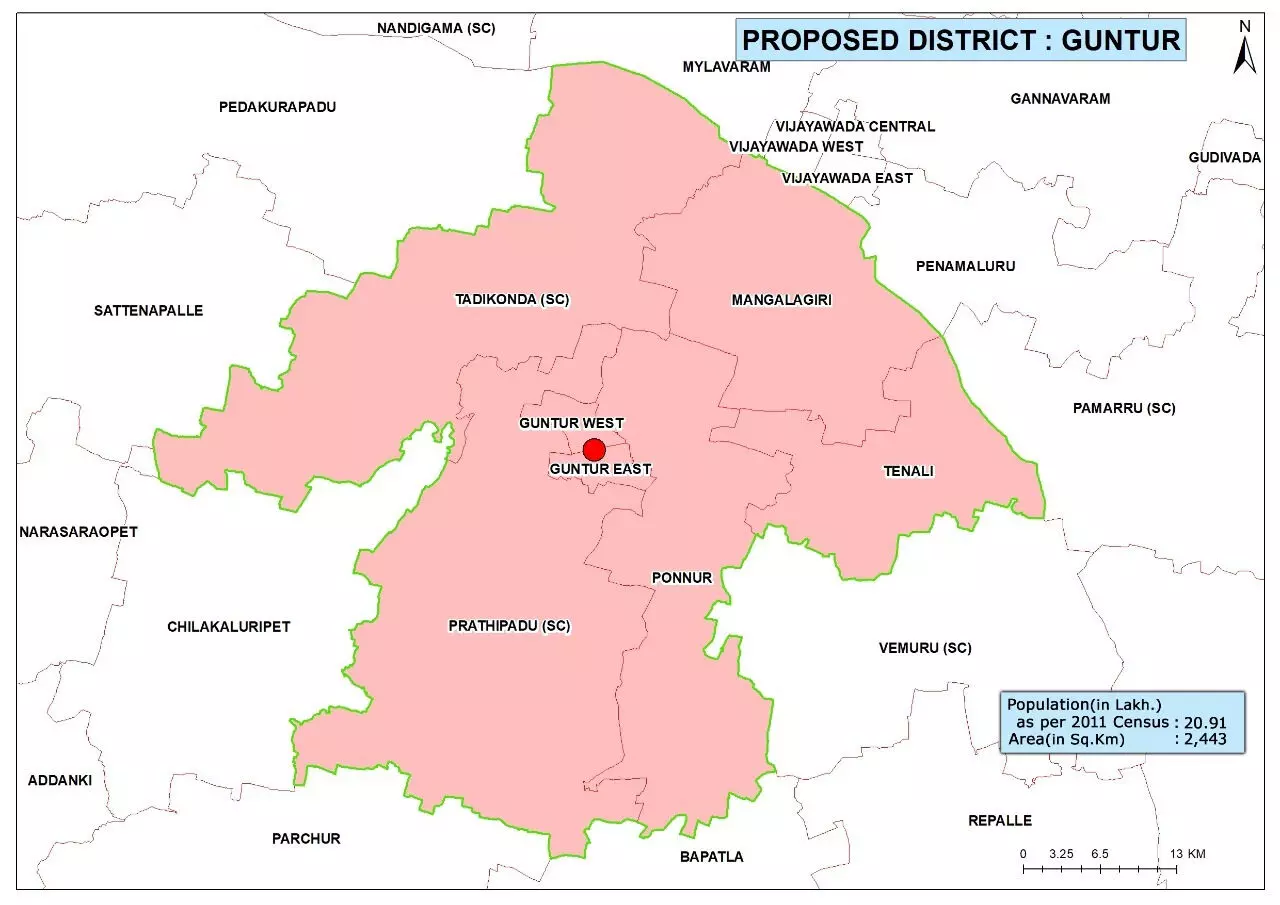 NANDIGAMA (SC)
N
PROPOSED DISTRICT : GUNTUR
MYLAVARAM
GANNAVARAM
PEDAKURAPADU
VIJAYAWADA CENTRAL
VIJAYAWADA WEST
GUDIVADA
VIJAYAWADA EAST
PENAMALURU
TADIKONDA (SC)
MANGALAGIRI
SATTENAPALLE
PAMARRU (SC)
GUNTUR WEST
GUNTUR EAST
TENALI
NARASARAOPET
PONNUR
CHILAKALURIPET
PRATHIPADU (SC)
VEMURU (SC)
Population(in Lakh.)
as per 2011 Census : 20.91
Area(in Sq.Km) : 2,443
ADDANKI
REPALLE
PARCHUR
BAPATLA
0 3.25 6.5 13 KM